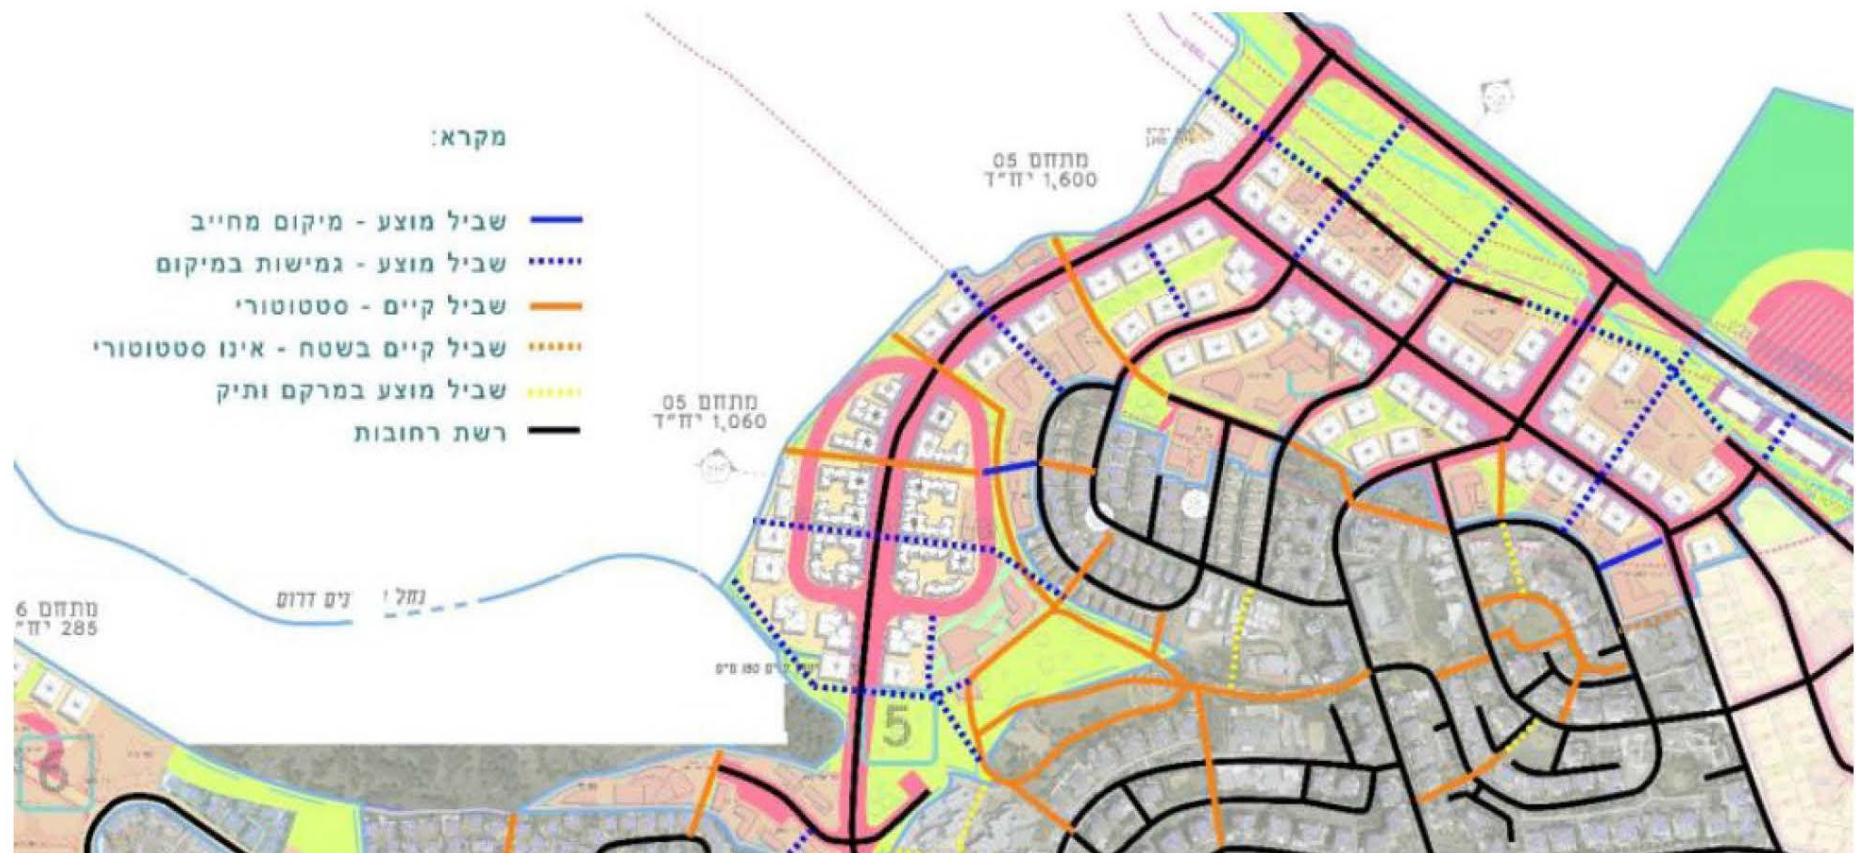 מקרא:
שביל מוצע - מיקום מחייב
שביל מוצע - גמישות במיקום
שביל קיים - סטטוטורי
שביל קיים בשטח - אינו סטטוטורי
שביל מוצע במרקם ותיק
רשת רחובות
מתחם 05
1,600 יח"ד
מתחם 05
1,060 יח"ד
נחל
דרום
מתחם 6
285 יח"
5
6